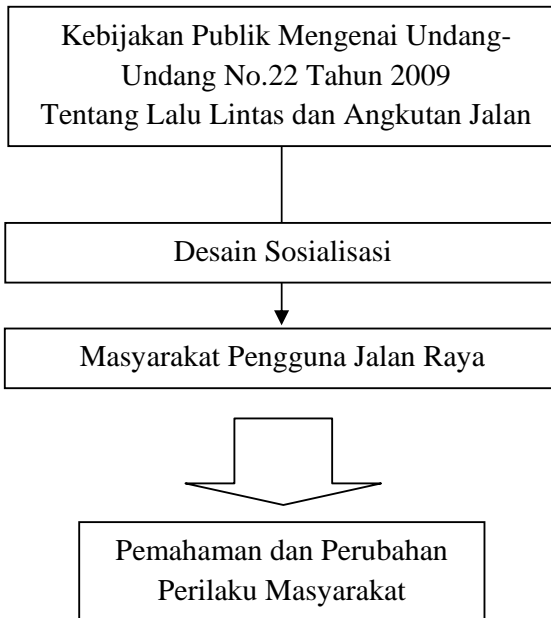 Kebijakan Publik Mengenai Undang-
Undang No.22 Tahun 2009
Tentang Lalu Lintas dan Angkutan Jalan
Desain Sosialisasi
Masyarakat Pengguna Jalan Raya
Pemahaman dan Perubahan
Perilaku Masyarakat